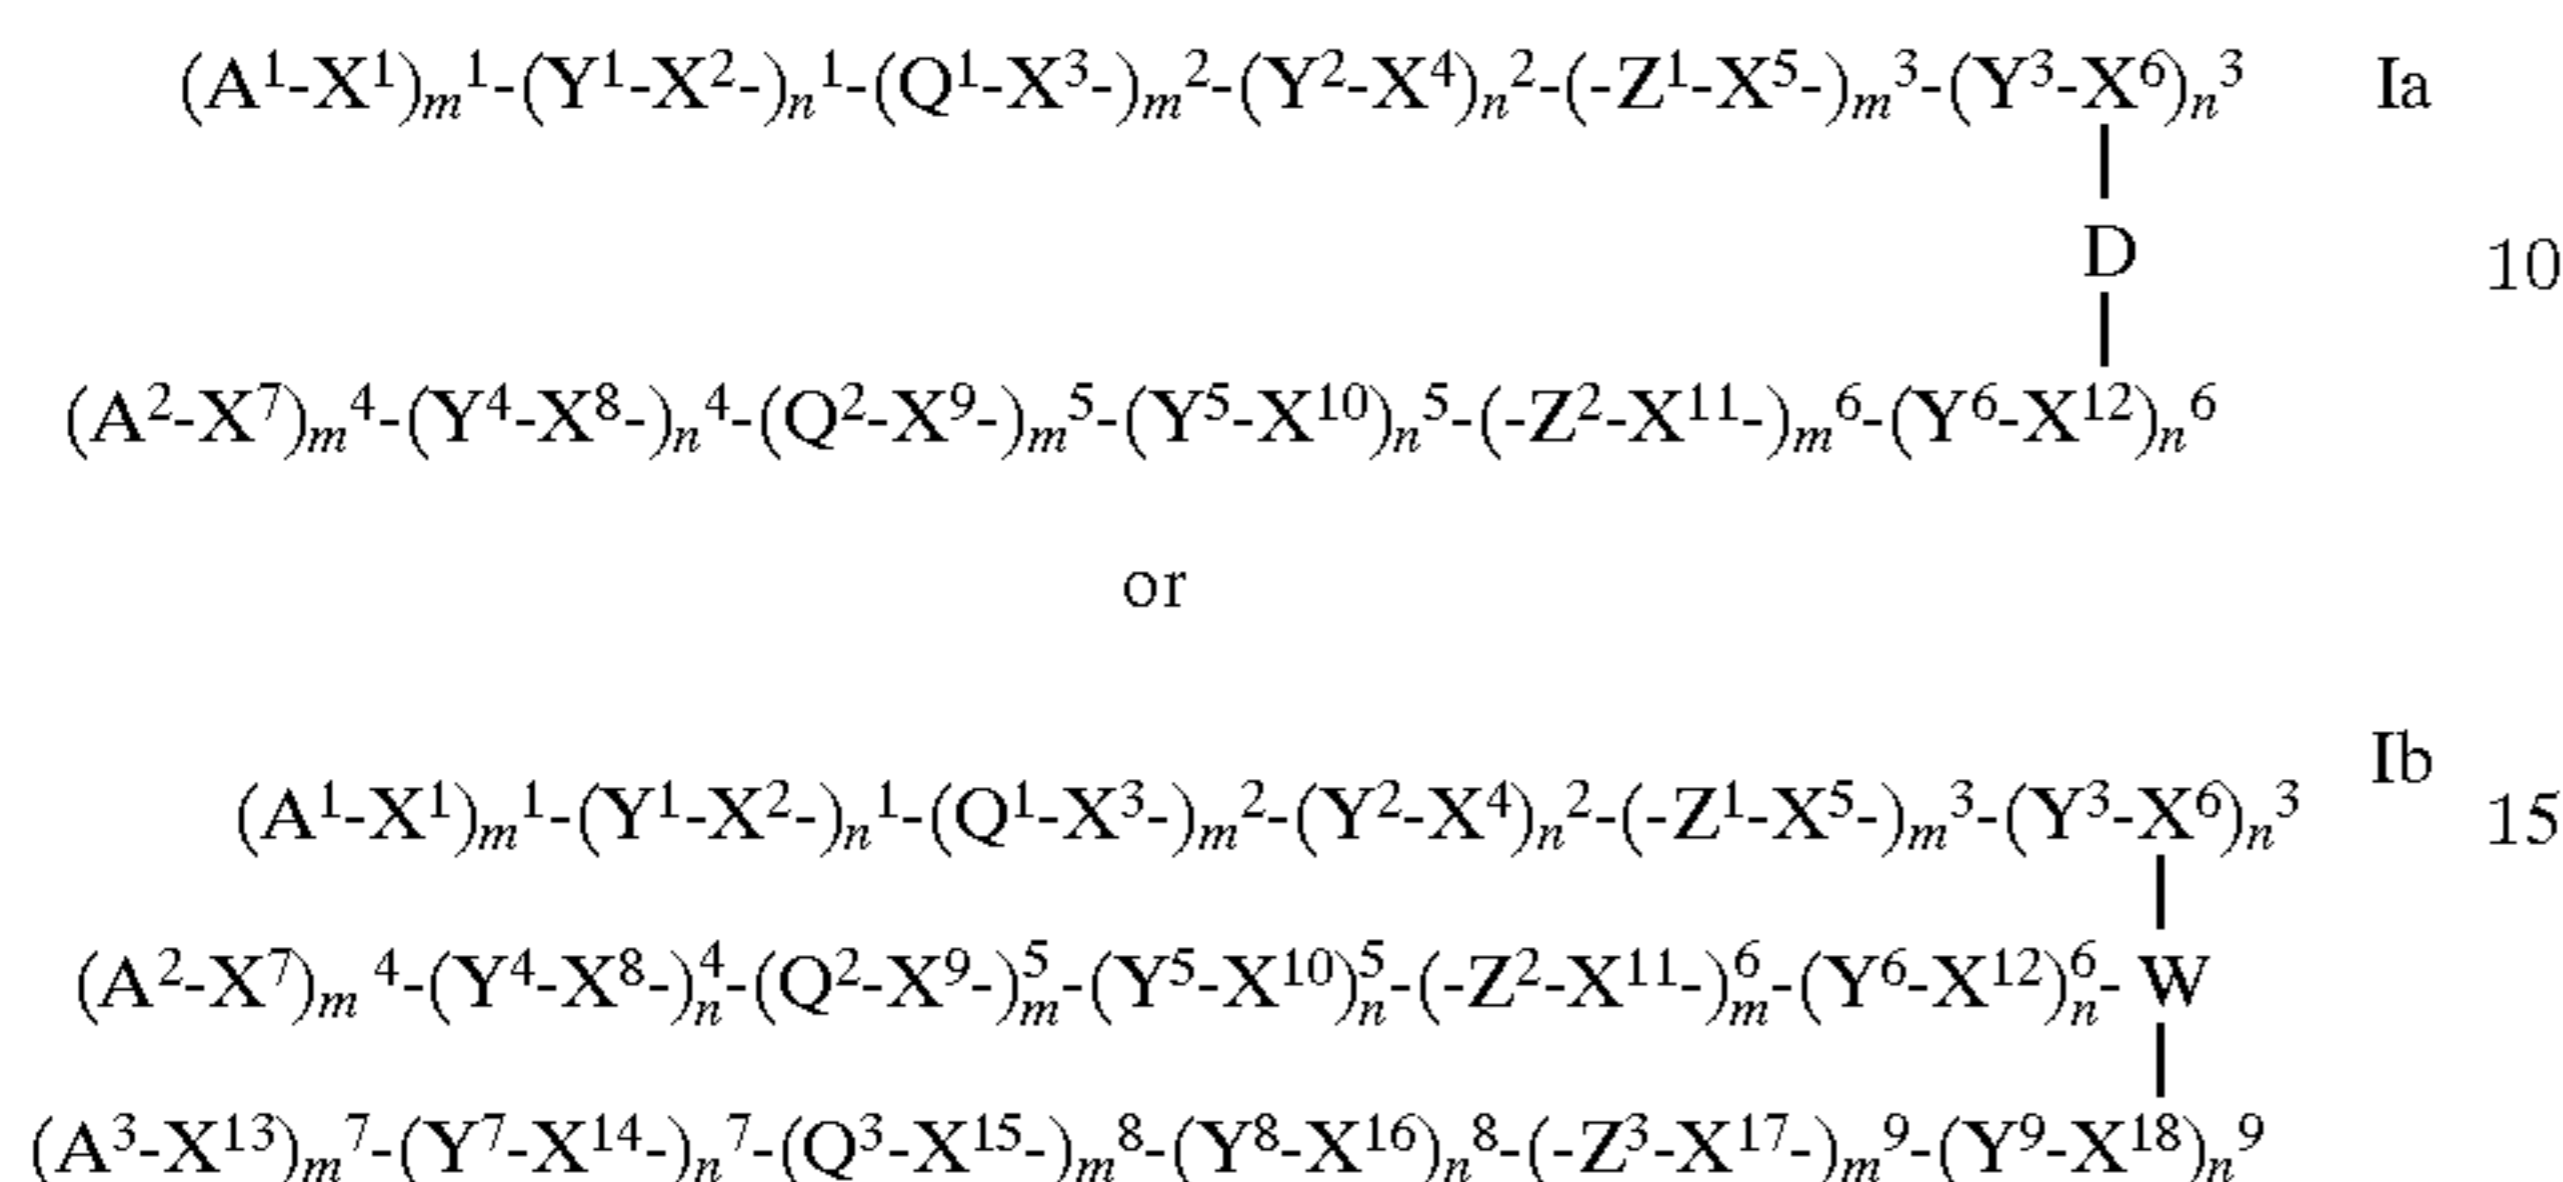 (A¹-X¹)ₘ¹-(Y¹-X²-)ₙ¹-(Q¹-X³-)ₘ²-(Y²-X⁴)ₙ²-(-Z¹-X⁵-)ₘ³-(Y³-X⁶)ₙ³ Ia
D 10
(A²-X⁷)ₘ⁴-(Y⁴-X⁸-)ₙ⁴-(Q²-X⁹-)ₘ⁵-(Y⁵-X¹⁰)ₙ⁵-(-Z²-X¹¹-)ₘ⁶-(Y⁶-X¹²)ₙ⁶
or
Ib
(A¹-X¹)ₘ¹-(Y¹-X²-)ₙ¹-(Q¹-X³-)ₘ²-(Y²-X⁴)ₙ²-(-Z¹-X⁵-)ₘ³-(Y³-X⁶)ₙ³ 15
(A²-X⁷)ₘ⁴-(Y⁴-X⁸-)ₙ⁴-(Q²-X⁹-)ₘ⁵-(Y⁵-X¹⁰)ₙ⁵-(-Z²-X¹¹-)ₘ⁶-(Y⁶-X¹²)ₙ⁶- W
(A³-X¹³)ₘ⁷-(Y⁷-X¹⁴-)ₙ⁷-(Q³-X¹⁵-)ₘ⁸-(Y⁸-X¹⁶)ₙ⁸-(-Z³-X¹⁷-)ₘ⁹-(Y⁹-X¹⁸)ₙ⁹